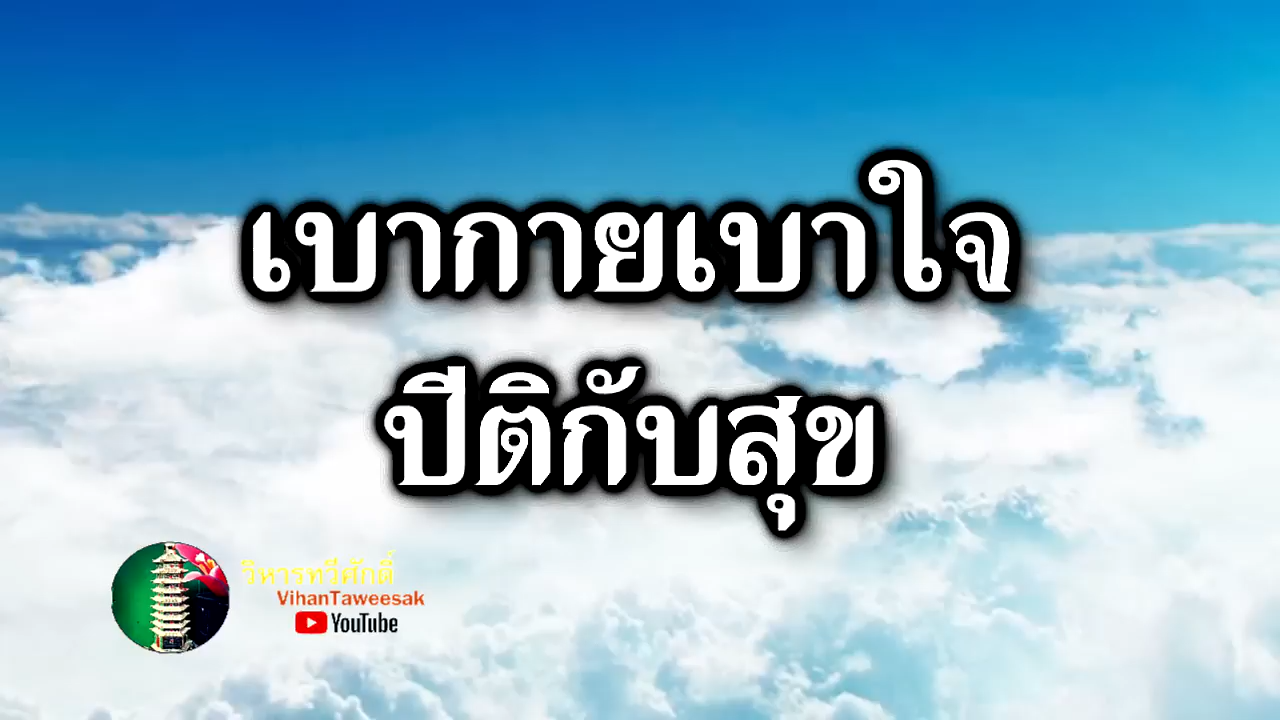 เบากายเบาใจ
ปีติกับสุข
วิหารทวีศักดิ์
VihanTaweesak
YouTube